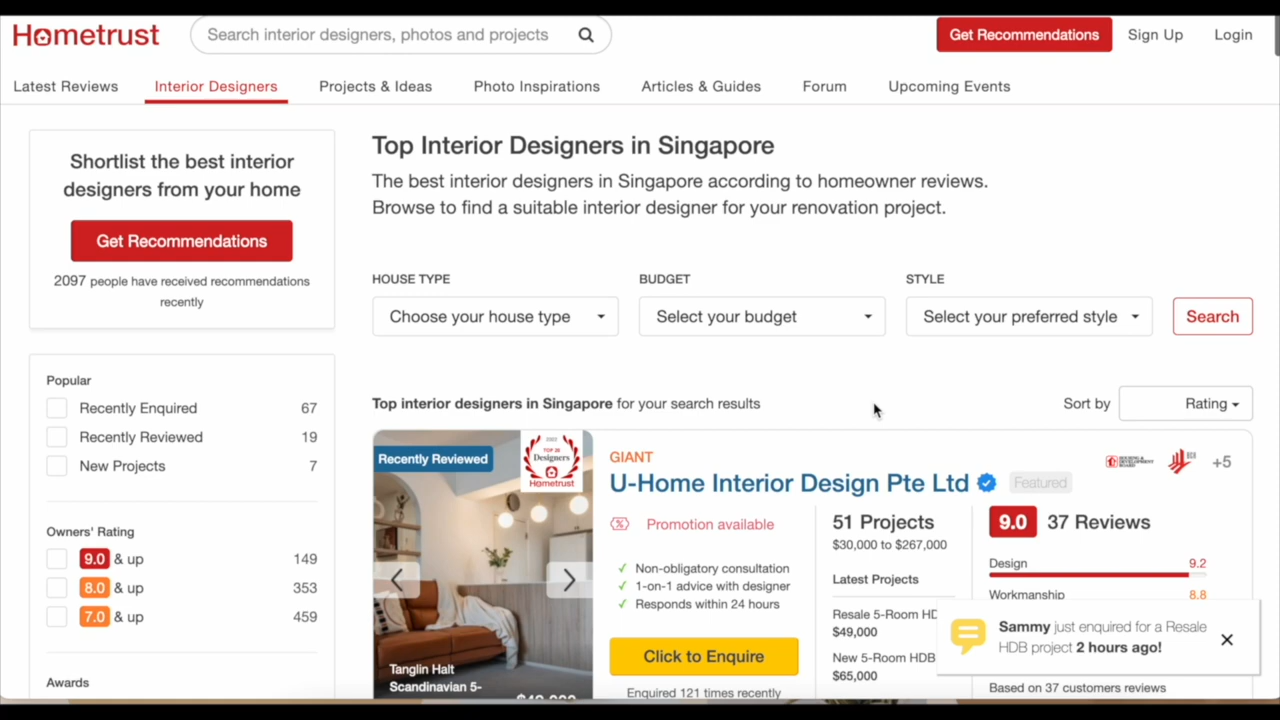 Hometrust
Search interior designers, photos and projects
Get Recommendations
Sign Up
Login
Latest Reviews
Interior Designers
Projects & Ideas
Photo Inspirations
Articles & Guides
Forum
Upcoming Events
Shortlist the best interior
designers from your home
Get Recommendations
2097 people have received recommendations
recently
Popular
Recently Enquired 67
Recently Reviewed 19
New Projects 7
Owners' Rating
9.0 & up 149
8.0 & up 353
7.0 & up 459
Awards
Top Interior Designers in Singapore
The best interior designers in Singapore according to homeowner reviews.
Browse to find a suitable interior designer for your renovation project.
HOUSE TYPE
Choose your house type
BUDGET
Select your budget
STYLE
Select your preferred style
Search
Top interior designers in Singapore for your search results
Sort by
Rating
Recently Reviewed
TOP 25
Designers
Hometrust
Tanglin Halt
Scandinavian 5-
GIANT
U-Home Interior Design Pte Ltd
Featured
+5
Promotion available
✓ Non-obligatory consultation
✓ 1-on-1 advice with designer
✓ Responds within 24 hours
Click to Enquire
Enquired 121 times recently
51 Projects
$30,000 to $267,000
Latest Projects
Resale 5-Room HD
$49,000
New 5-Room HDB
$65,000
9.0 37 Reviews
Design 9.2
Workmanship 8.8
Sammy just enquired for a Resale
HDB project 2 hours ago!
Based on 37 customers reviews